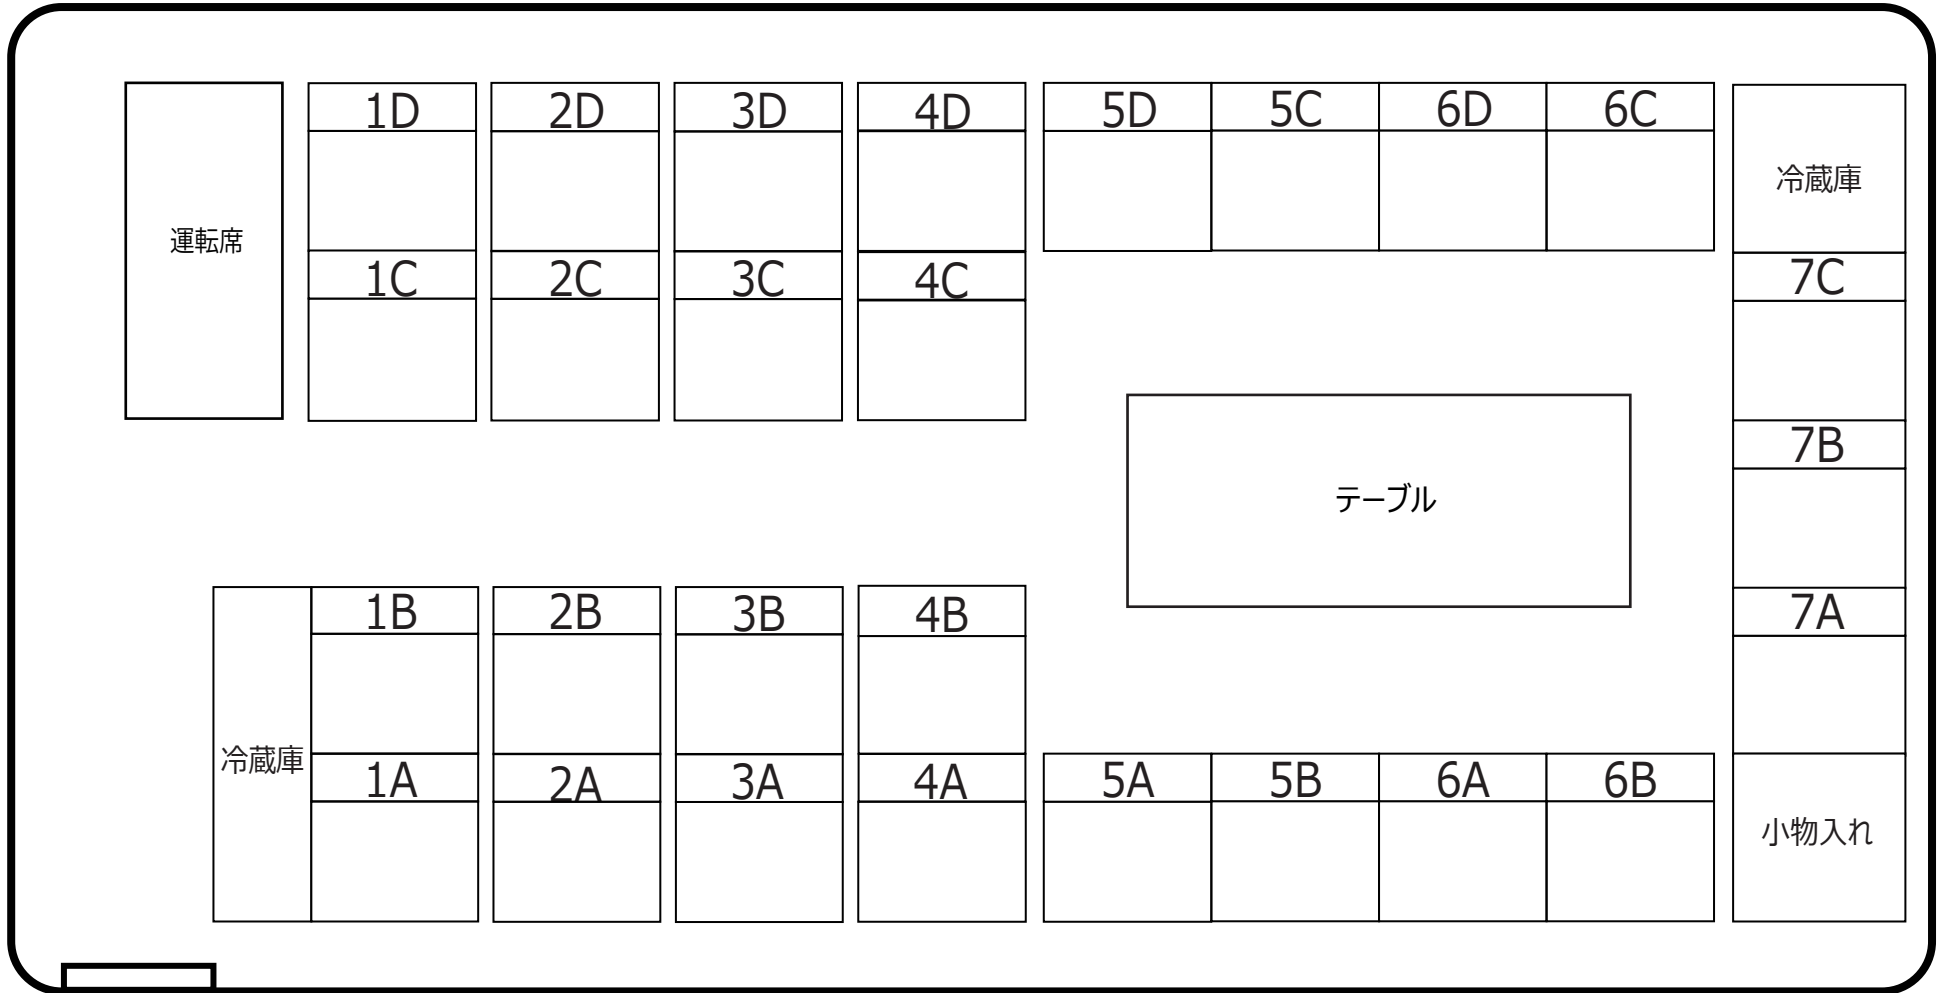 1D 2D 3D 4D 5D 5C 6D 6C
冷蔵庫
運転席
1C 2C 3C 4C 7C
7B
テーブル
1B 2B 3B 4B 7A
冷蔵庫
1A 2A 3A 4A 5A 5B 6A 6B
小物入れ